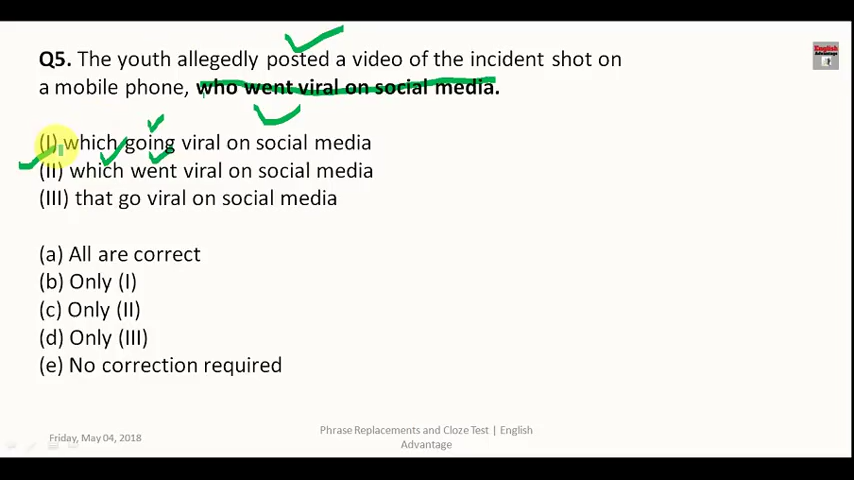 English
Advantage
Q5. The youth allegedly posted a video of the incident shot on
a mobile phone, who went viral on social media.
(I) which going viral on social media
(II) which went viral on social media
(III) that go viral on social media
(a) All are correct
(b) Only (I)
(c) Only (II)
(d) Only (III)
(e) No correction required
Friday, May 04, 2018
Phrase Replacements and Cloze Test | English
Advantage